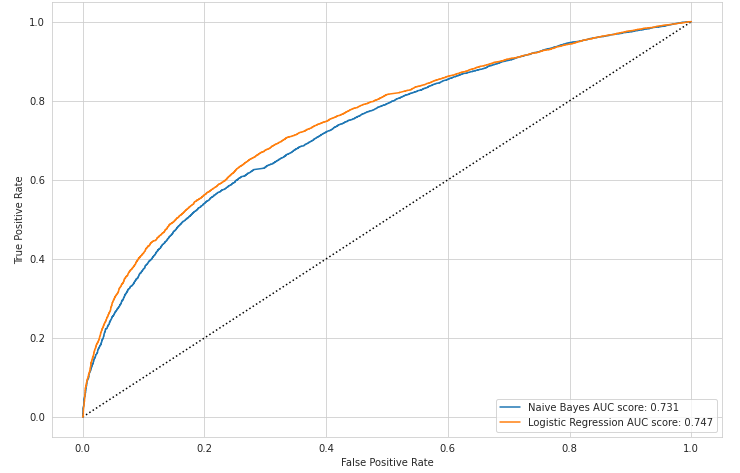 1.0
0.8
0.6
0.4
0.2
0.0
True Positive Rate
0.0 0.2 0.4 0.6 0.8 1.0
False Positive Rate
Naive Bayes AUC score: 0.731
Logistic Regression AUC score: 0.747